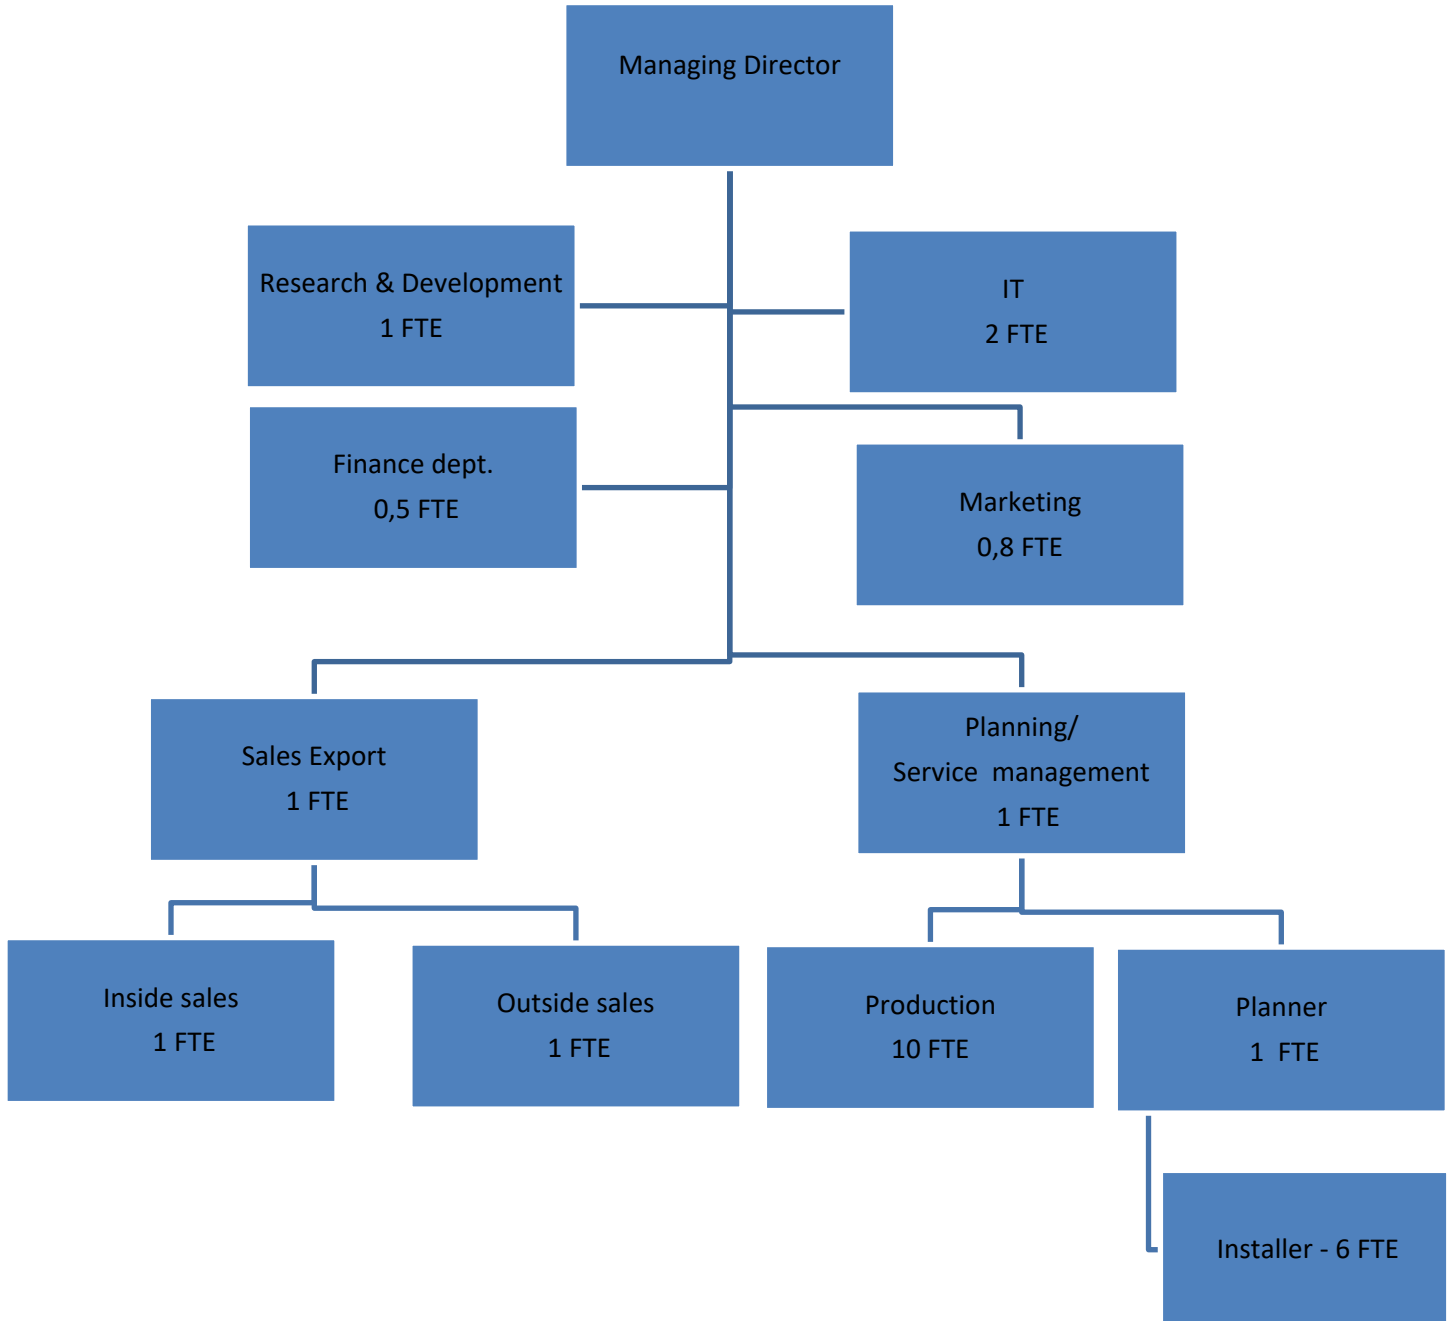 Managing Director
Research & Development
1 FTE
IT
2 FTE
Finance dept.
0,5 FTE
Marketing
0,8 FTE
Sales Export
1 FTE
Planning/
Service  management
1 FTE
Inside sales
1 FTE
Outside sales
1 FTE
Production
10 FTE
Planner
1  FTE
Installer - 6 FTE